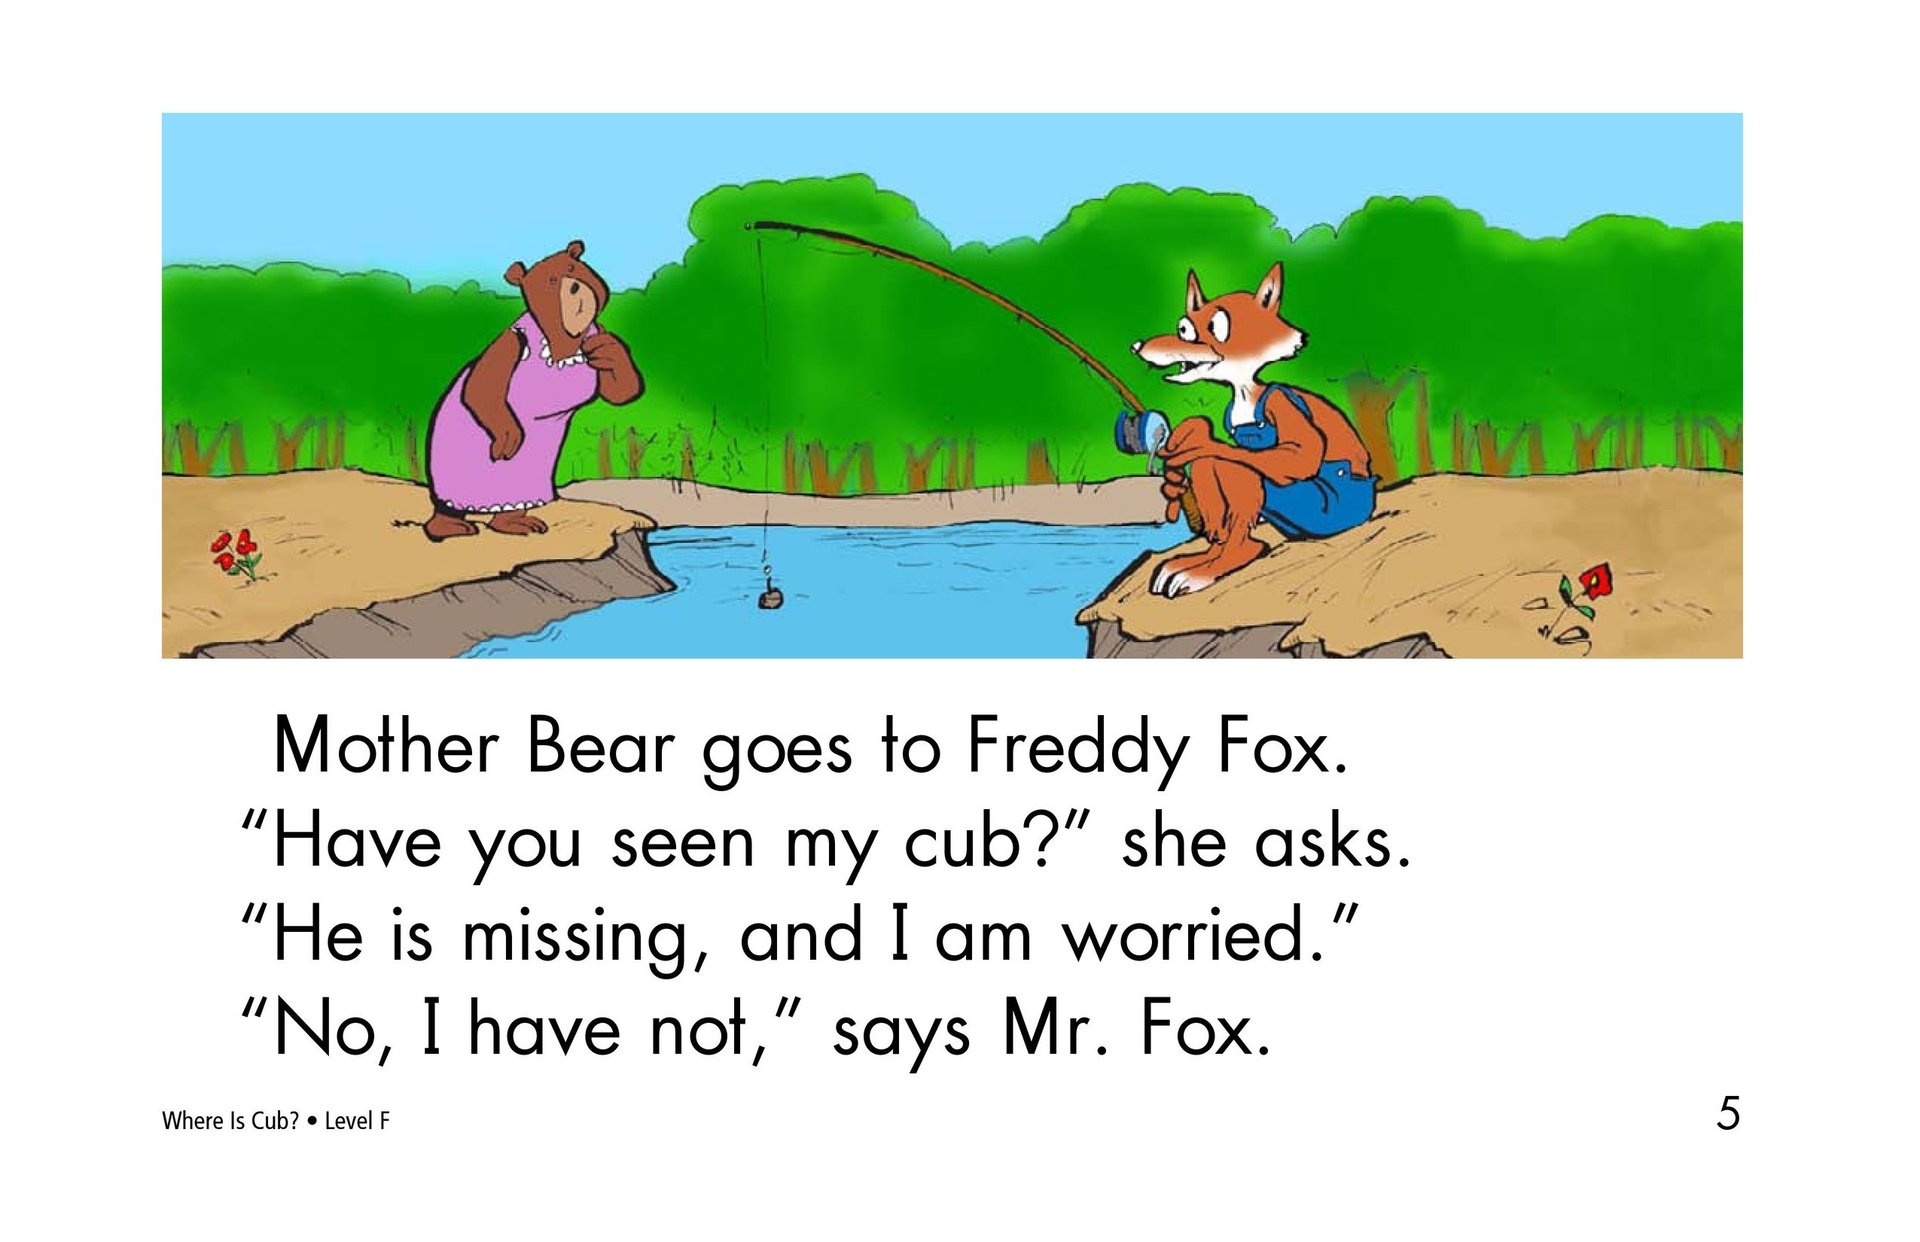 Mother Bear goes to Freddy Fox.
“Have you seen my cub?” she asks.
“He is missing, and I am worried.”
“No, I have not,” says Mr. Fox.
Where Is Cub? • Level F
5